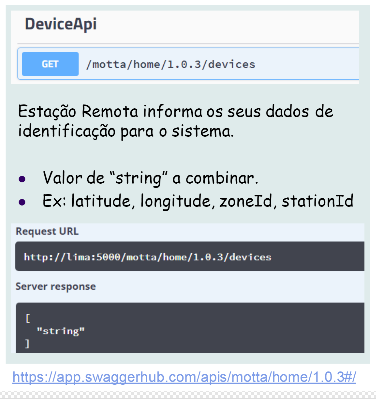 DeviceApi
GET /motta/home/1.0.3/devices
Estação Remota informa os seus dados de
identificação para o sistema.
● Valor de “string” a combinar.
● Ex: latitude, longitude, zoneId, stationId
Request URL
http://lima:5000/motta/home/1.0.3/devices
Server response
[
"string"
]
https://app.swaggerhub.com/apis/motta/home/1.0.3#/